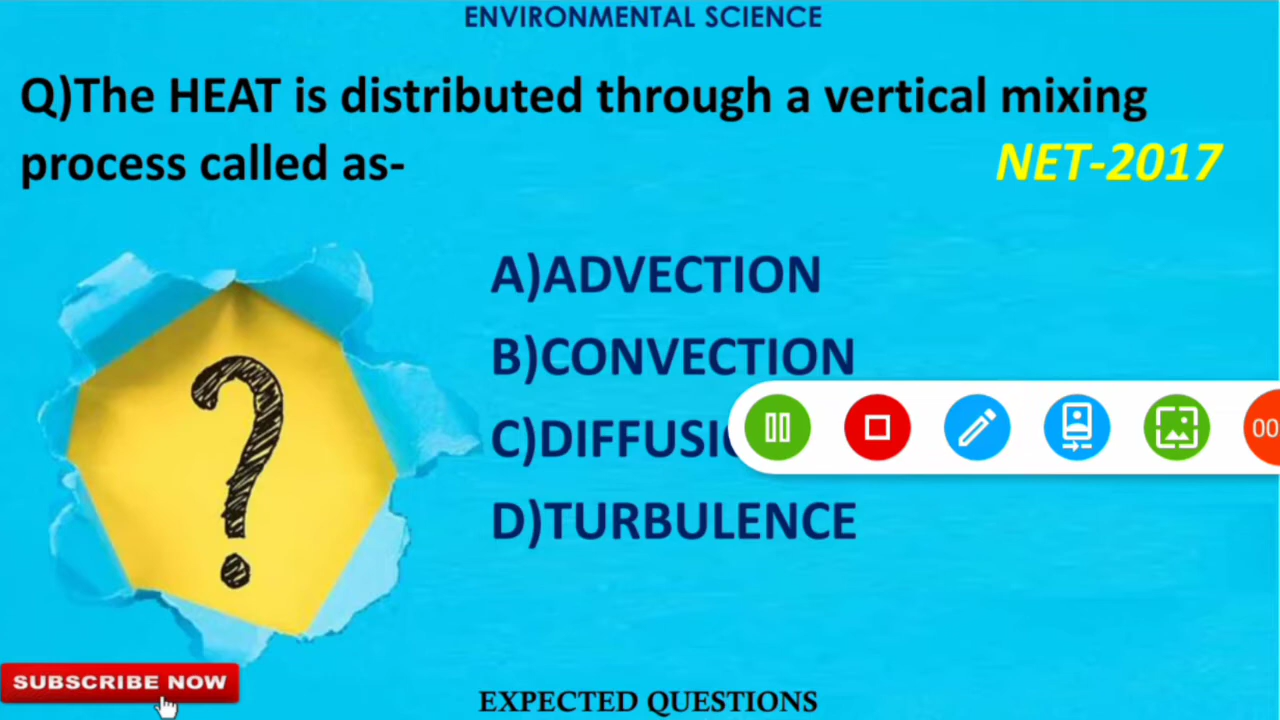 ENVIRONMENTAL SCIENCE
Q)The HEAT is distributed through a vertical mixing
process called as-
NET-2017
A)ADVECTION
B)CONVECTION
C)
D)TURBULENCE
00
SUBSCRIBE NOW
EXPECTED QUESTIONS